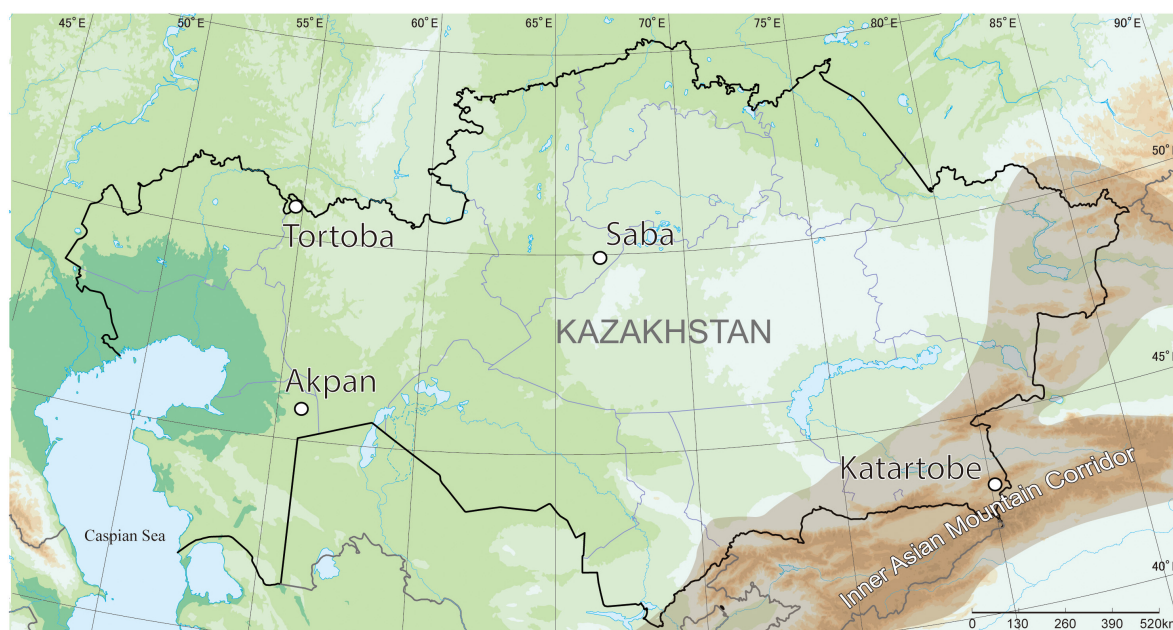 45° E
50° E
55° E
60° E
65° E
70° E
75° E
80° E
85° E
90° E
50°
Tortoba
Saba
KAZAKHSTAN
45° E
Akpan
Katartobe
Inner Asian Mountain Corridor
Caspian Sea
40° E
0 130 260 390 520km